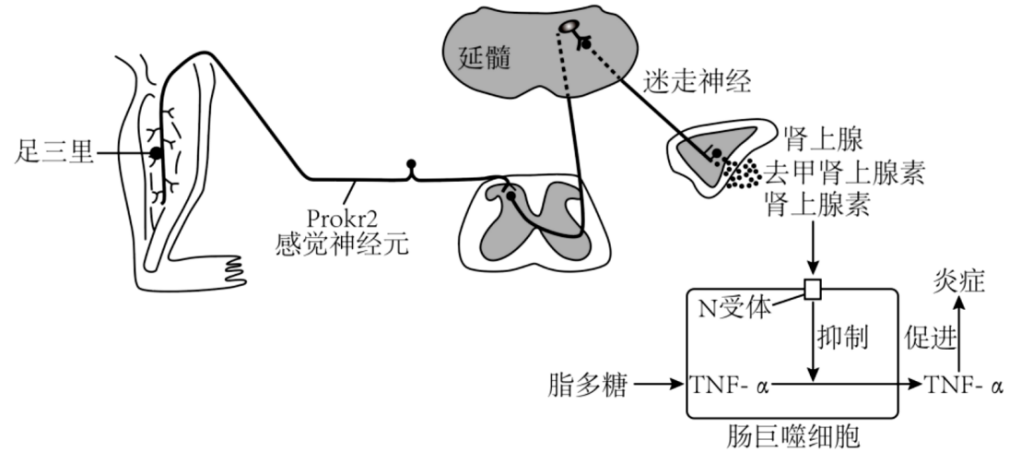 延髓
迷走神经
足三里
肾上腺
去甲肾上腺素
肾上腺素
Prokr2
感觉神经元
N受体
抑制
促进
炎症
脂多糖
TNF- α
TNF- α
肠巨噬细胞